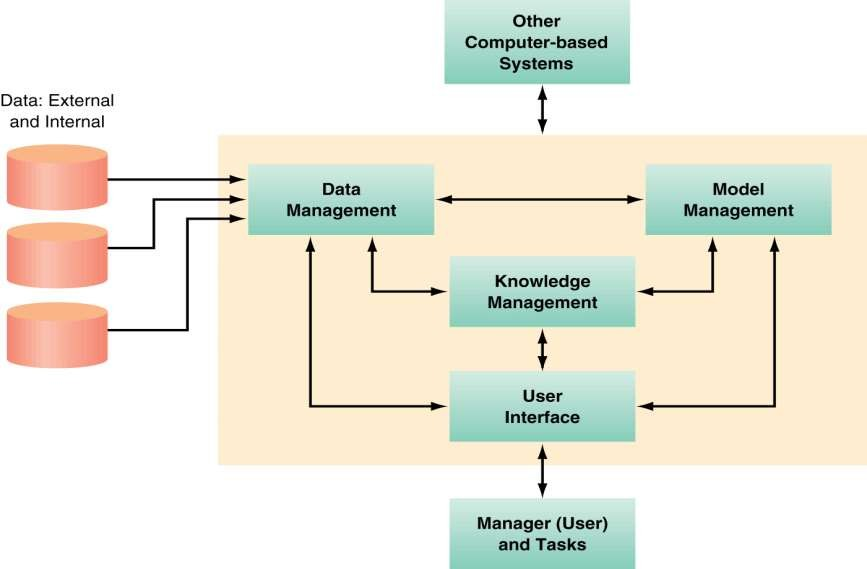 Other
Computer-based
Systems
Data: External
and Internal
Data
Management
Model
Management
Knowledge
Management
User
Interface
Manager (User)
and Tasks